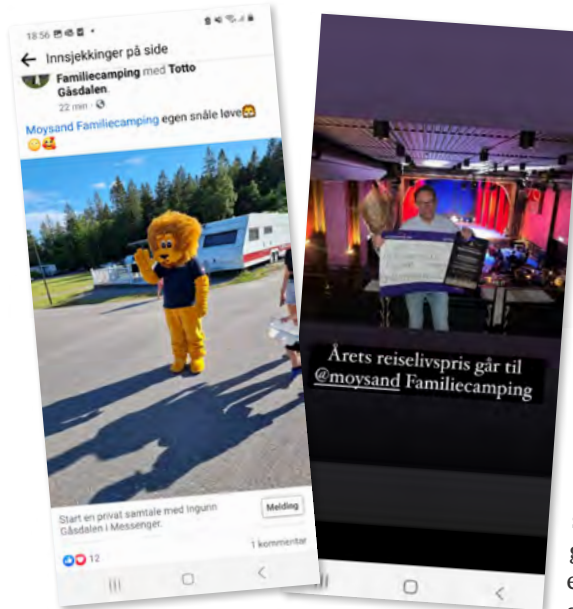 18:56
Innsjekkinger på side
Familiecamping med Totto
Gåsdalen.
22 min ·
Moysand Familiecamping egen snåle løve
Start en privat samtale med Ingunn
Gåsdalen i Messenger.
Melding
12
1 kommentar
Årets reiselivspris går til
@moysand Familiecamping